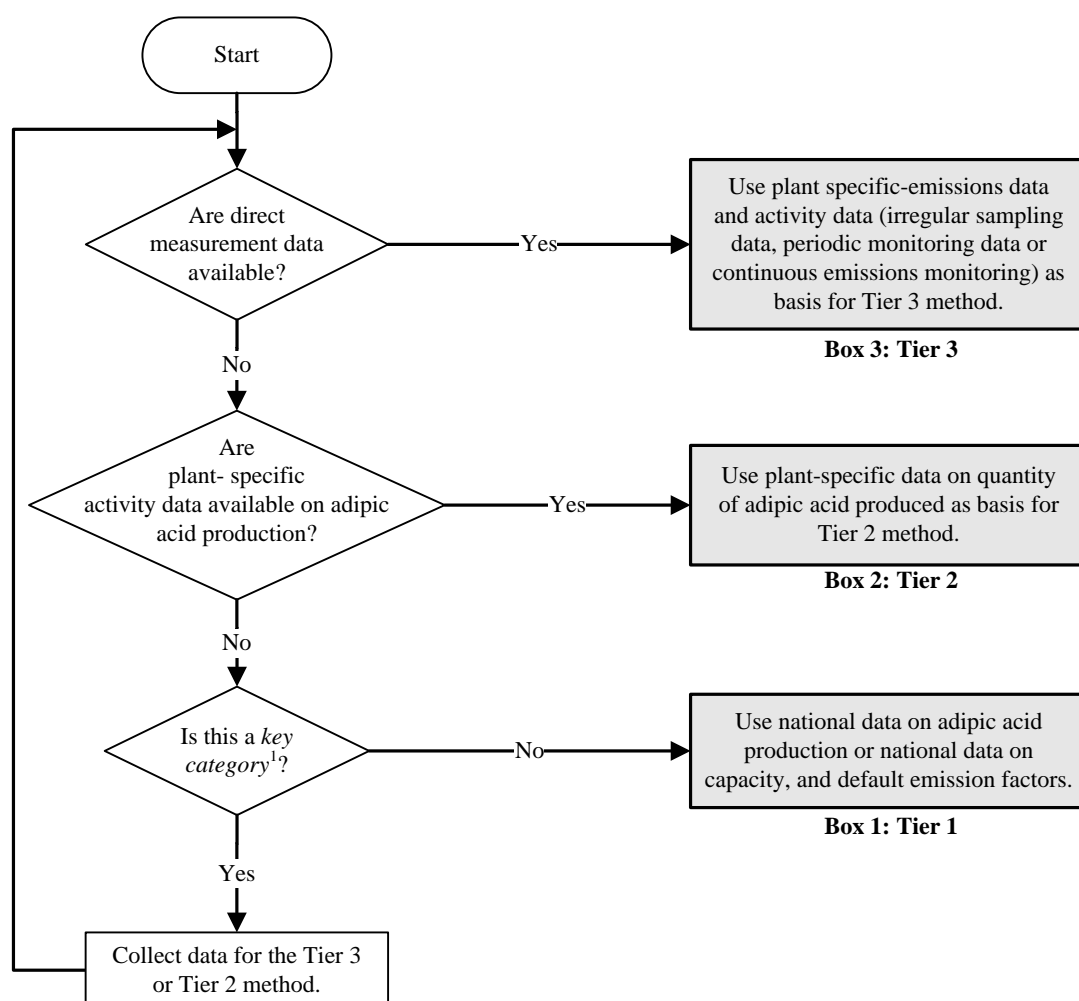 Start
Are direct
measurement data
available?
Yes
Use plant specific-emissions data
and activity data (irregular sampling
data, periodic monitoring data or
continuous emissions monitoring) as
basis for Tier 3 method.
Box 3: Tier 3
No
Are
plant- specific
activity data available on adipic
acid production?
Yes
Use plant-specific data on quantity
of adipic acid produced as basis for
Tier 2 method.
Box 2: Tier 2
No
Is this a key
category1?
No
Use national data on adipic acid
production or national data on
capacity, and default emission factors.
Box 1: Tier 1
Yes
Collect data for the Tier 3
or Tier 2 method.